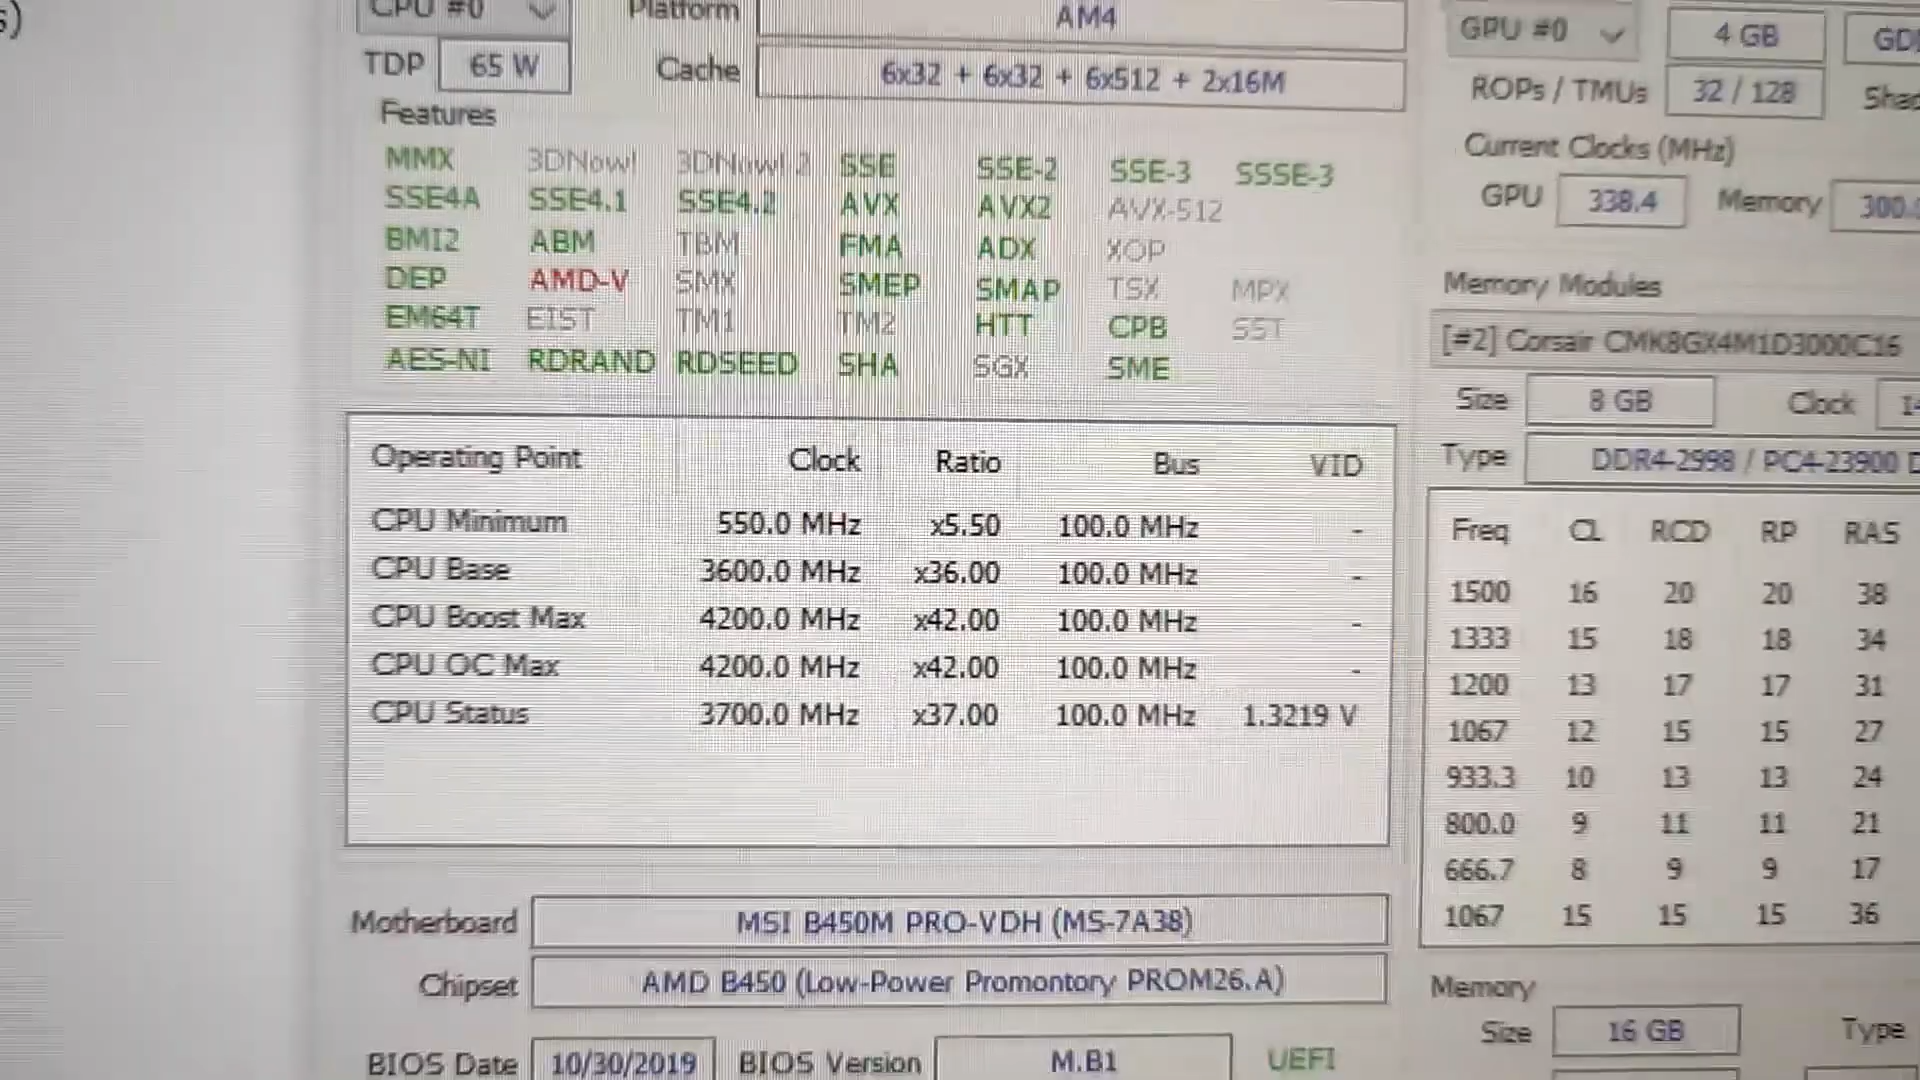 s)
CPU #0
Platform
AM4
TDP
65 W
Cache
6x32 + 6x32 + 6x512 + 2x16M
Features
MMX 3DNow! 3DNow! 2 SSE SSE-2 SSE-3 SSSE-3
SSE4A SSE4.1 SSE4.2 AVX AVX2 AVX-512
BMI2 ABM TBM FMA ADX XOP
DEP AMD-V SMX SMEP SMAP TSX MPX
EM64T EIST TM1 TM2 HTT CPB SST
AES-NI RDRAND RDSEED SHA SGX SME
Operating Point Clock Ratio Bus VID
CPU Minimum 550.0 MHz x5.50 100.0 MHz -
CPU Base 3600.0 MHz x36.00 100.0 MHz -
CPU Boost Max 4200.0 MHz x42.00 100.0 MHz -
CPU OC Max 4200.0 MHz x42.00 100.0 MHz -
CPU Status 3700.0 MHz x37.00 100.0 MHz 1.3219 V
Motherboard MSI B450M PRO-VDH (MS-7A38)
Chipset AMD B450 (Low-Power Promontory PROM26.A)
BIOS Date 10/30/2019 BIOS Version M.B1 UEFI
GPU #0 4 GB
ROPs / TMUs 32 / 128
Current Clocks (MHz)
GPU 338.4 Memory 300.
Memory Modules
[#2] Corsair CMK8GX4M1D3000C16
Size 8 GB Clock
Type DDR4-2998 / PC4-23900 D
Freq CL RCD RP RAS
1500 16 20 20 38
1333 15 18 18 34
1200 13 17 17 31
1067 12 15 15 27
933.3 10 13 13 24
800.0 9 11 11 21
666.7 8 9 9 17
1067 15 15 15 36
Memory
Size 16 GB Type